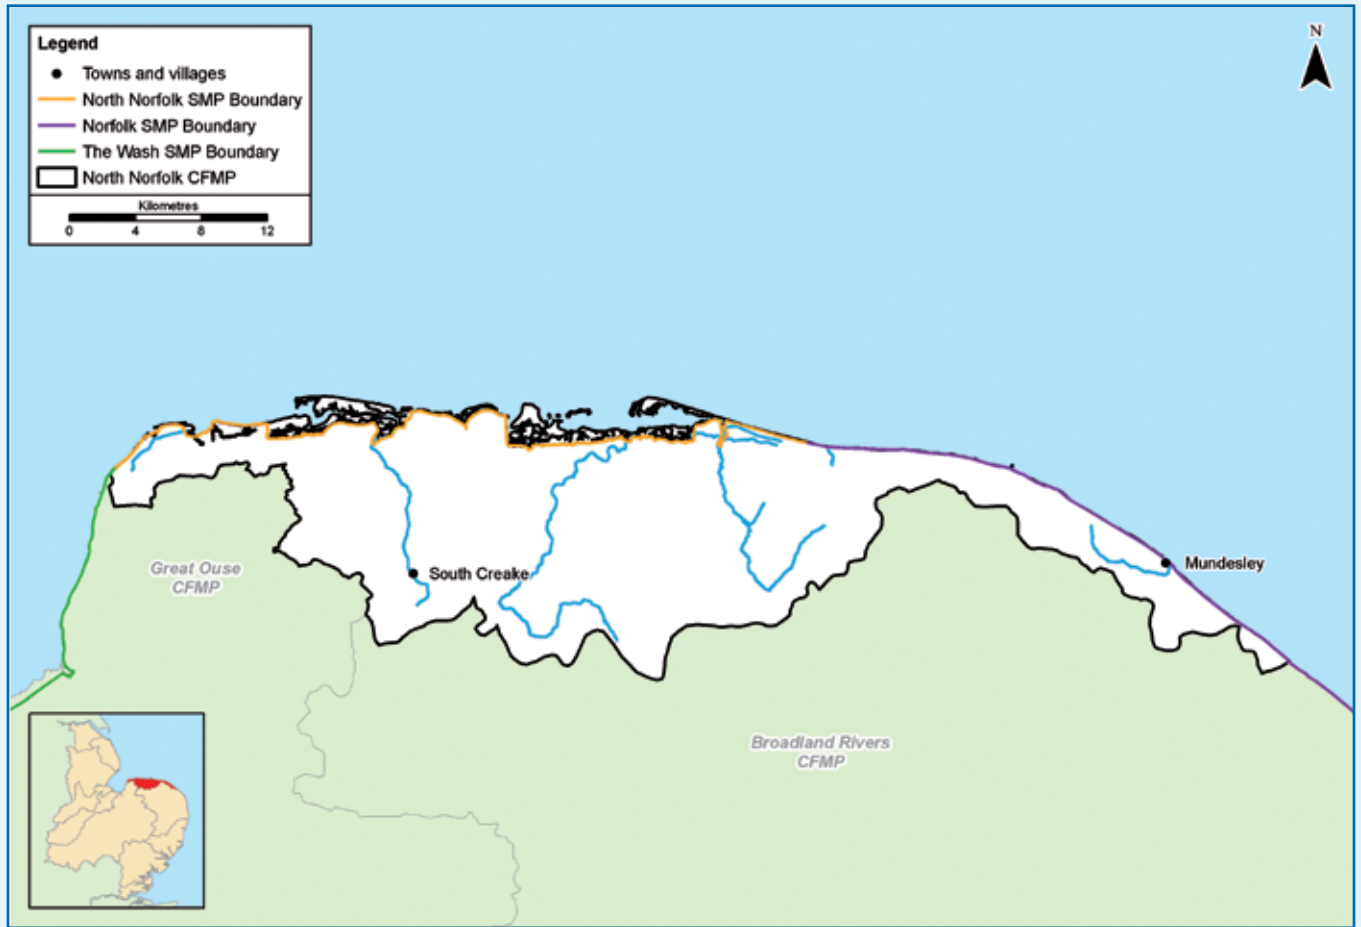 N
Legend
Towns and villages
North Norfolk SMP Boundary
Norfolk SMP Boundary
The Wash SMP Boundary
North Norfolk CFMP
Kilometres
0 4 8 12
Great Ouse
CFMP
South Creake
Mundesley
Broadland Rivers
CFMP